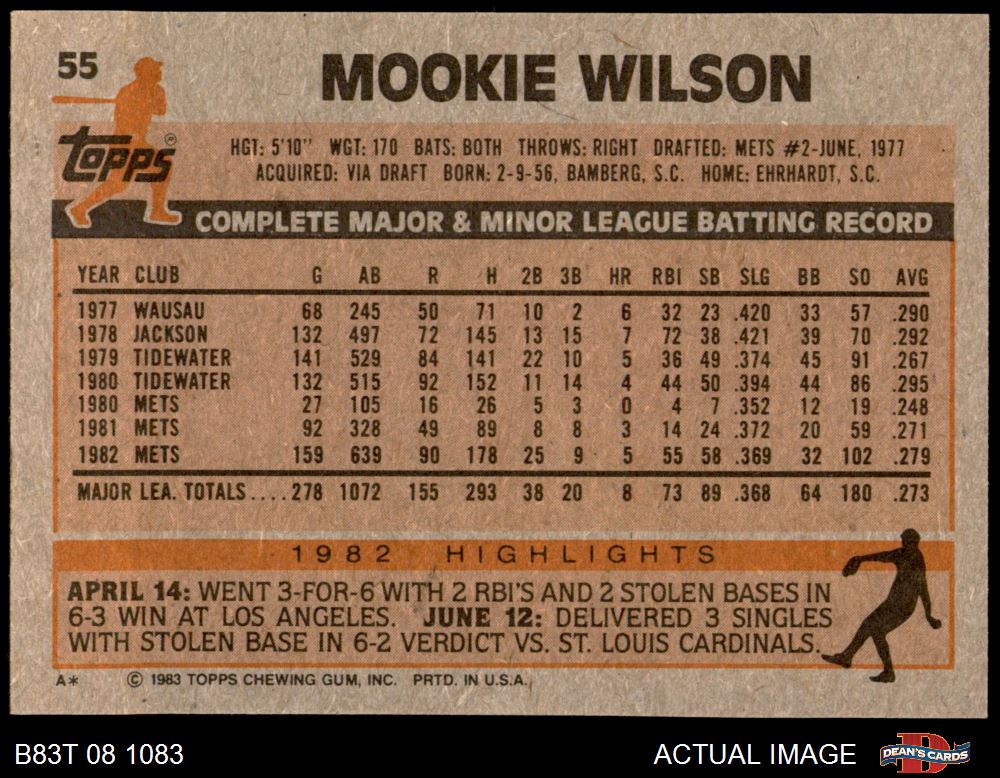 55
MOOKIE WILSON
topps®
HGT: 5'10" WGT: 170 BATS: BOTH THROWS: RIGHT DRAFTED: METS #2-JUNE, 1977
ACQUIRED: VIA DRAFT BORN: 2-9-56, BAMBERG, S.C. HOME: EHRHARDT, S.C.
COMPLETE MAJOR & MINOR LEAGUE BATTING RECORD
YEAR CLUB G AB R H 2B 3B HR RBI SB SLG BB SO AVG
1977 WAUSAU 68 245 50 71 10 2 6 32 23 .420 33 57 .290
1978 JACKSON 132 497 72 145 13 15 7 72 38 .421 39 70 .292
1979 TIDEWATER 141 529 84 141 22 10 5 36 49 .374 45 91 .267
1980 TIDEWATER 132 515 92 152 11 14 4 44 50 .394 44 86 .295
1980 METS 27 105 16 26 5 3 0 4 7 .352 12 19 .248
1981 METS 92 328 49 89 8 8 3 14 24 .372 20 59 .271
1982 METS 159 639 90 178 25 9 5 55 58 .369 32 102 .279
MAJOR LEA. TOTALS....278 1072 155 293 38 20 8 73 89 .368 64 180 .273
1982 HIGHLIGHTS
APRIL 14: WENT 3-FOR-6 WITH 2 RBI'S AND 2 STOLEN BASES IN
6-3 WIN AT LOS ANGELES. JUNE 12: DELIVERED 3 SINGLES
WITH STOLEN BASE IN 6-2 VERDICT VS. ST. LOUIS CARDINALS.
A* © 1983 TOPPS CHEWING GUM, INC. PRTD. IN U.S.A.
B83T 08 1083 ACTUAL IMAGE DEAN'S CARDS